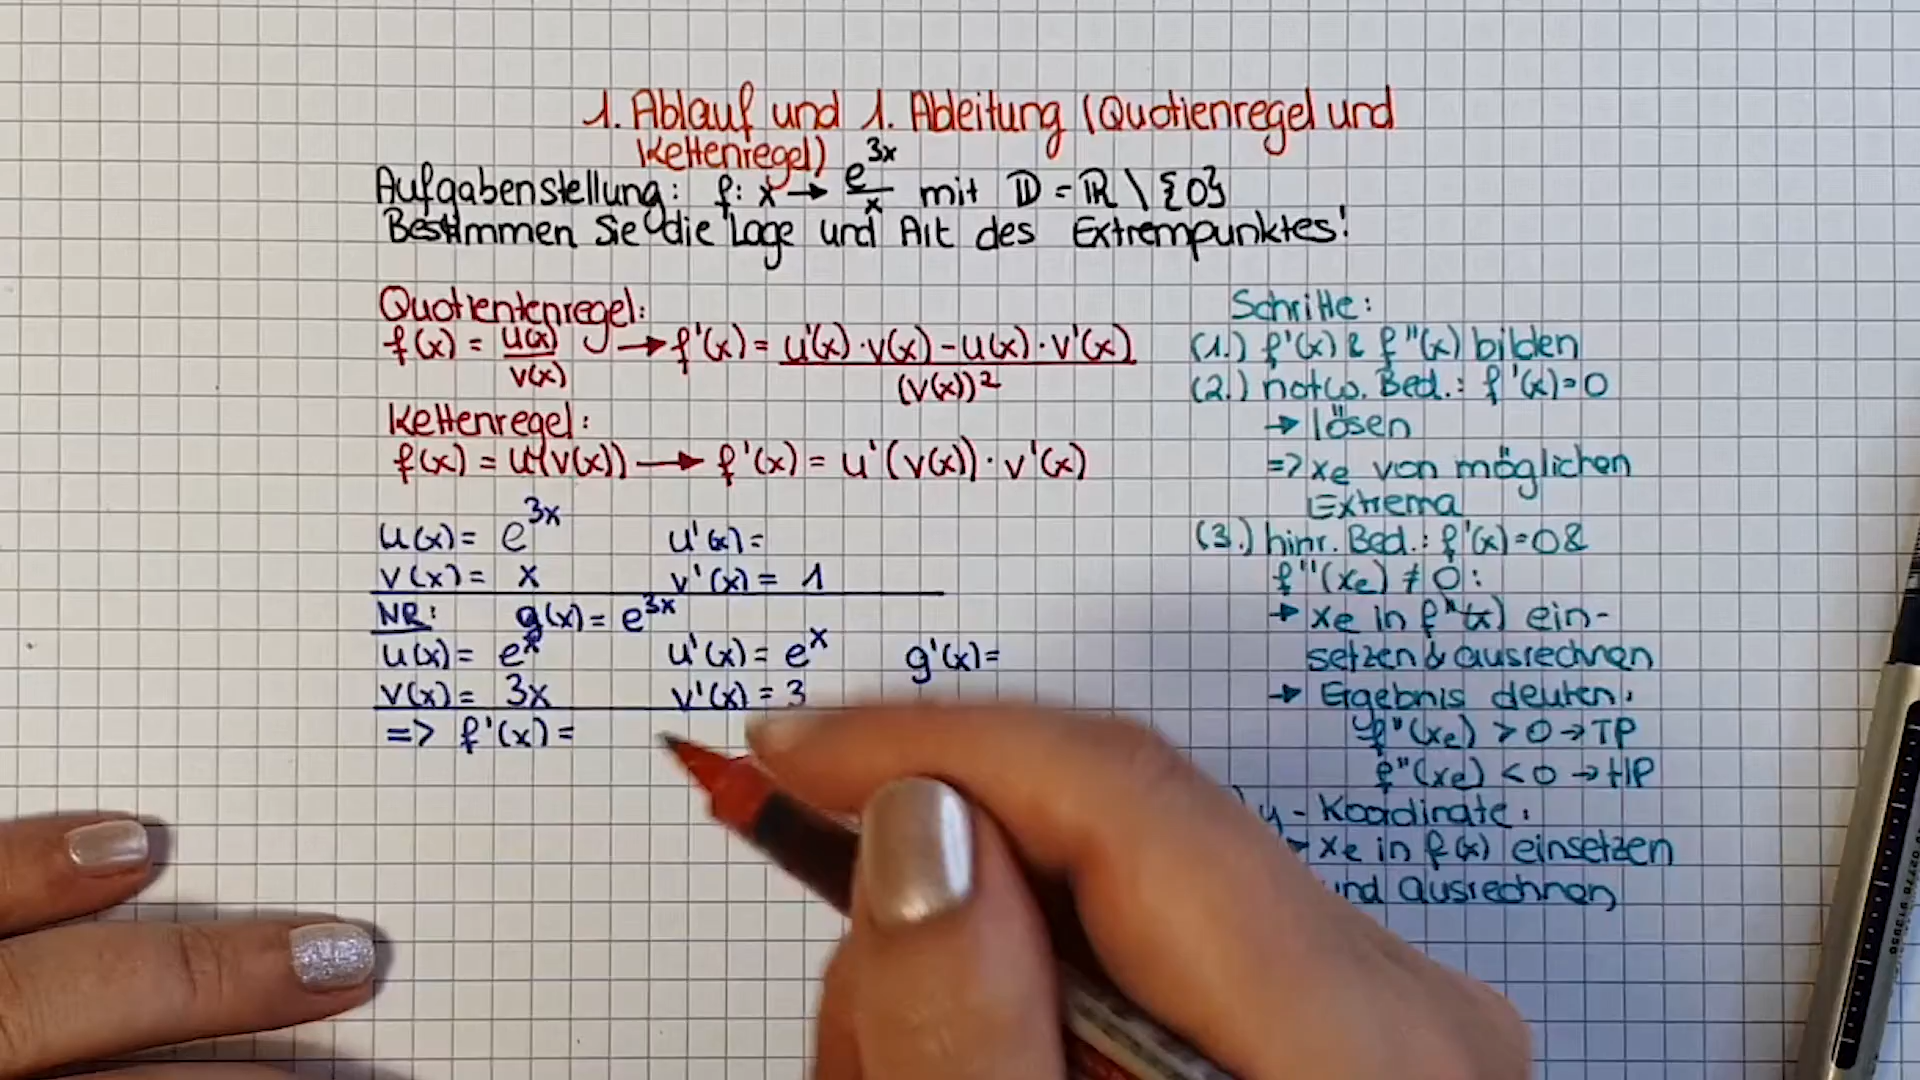 1. Ablauf und 1. Ableitung (Quotienregel und
Kettenregel)
Aufgabenstellung: f: x → e^3x/x mit D = ℝ \ {0}
Bestimmen Sie die Lage und Art des Extrempunktes!
Quotientenregel:
f(x) = u(x)/v(x) → f'(x) = u'(x)·v(x)-u(x)·v'(x)/(v(x))²
Kettenregel:
f(x) = u(v(x)) → f'(x) = u'(v(x))·v'(x)
u(x) = e^3x u'(x) =
v(x) = x v'(x) = 1
NR: g(x) = e^3x
u(x) = e^x u'(x) = e^x g'(x) =
v(x) = 3x v'(x) = 3
=> f'(x) =
Schritte:
(1.) f'(x) & f"(x) bilden
(2.) notw. Bed.: f'(x)=0
→ lösen
=> xe von möglichen
Extrema
(3.) hinr. Bed.: f'(x)=0&
f"(xe) ≠ 0:
→ xe in f"(x) ein-
setzen & ausrechnen
→ Ergebnis deuten:
f"(xe) > 0 → TP
f"(xe) < 0 → HP
y-Koordinate:
xe in f(x) einsetzen
und ausrechnen